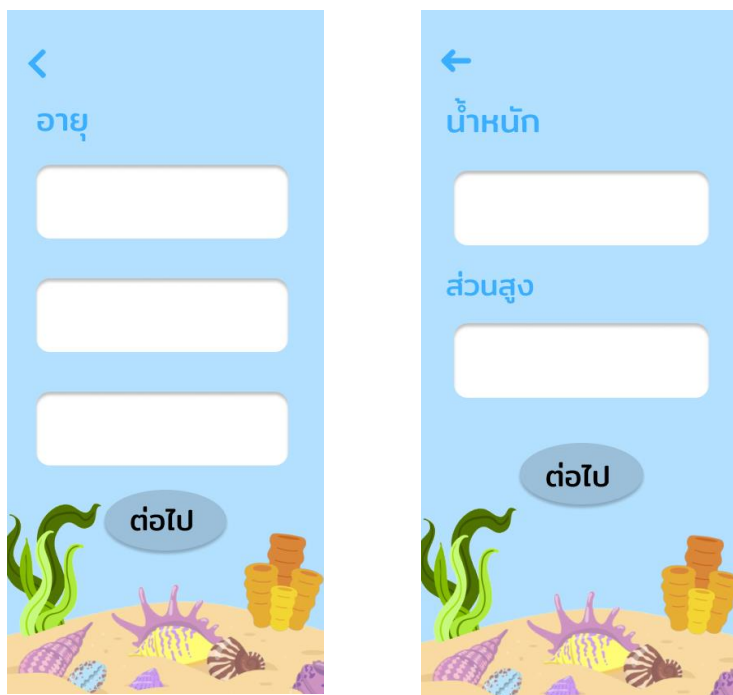 อายุ
ต่อไป
น้ำหนัก
ส่วนสูง
ต่อไป